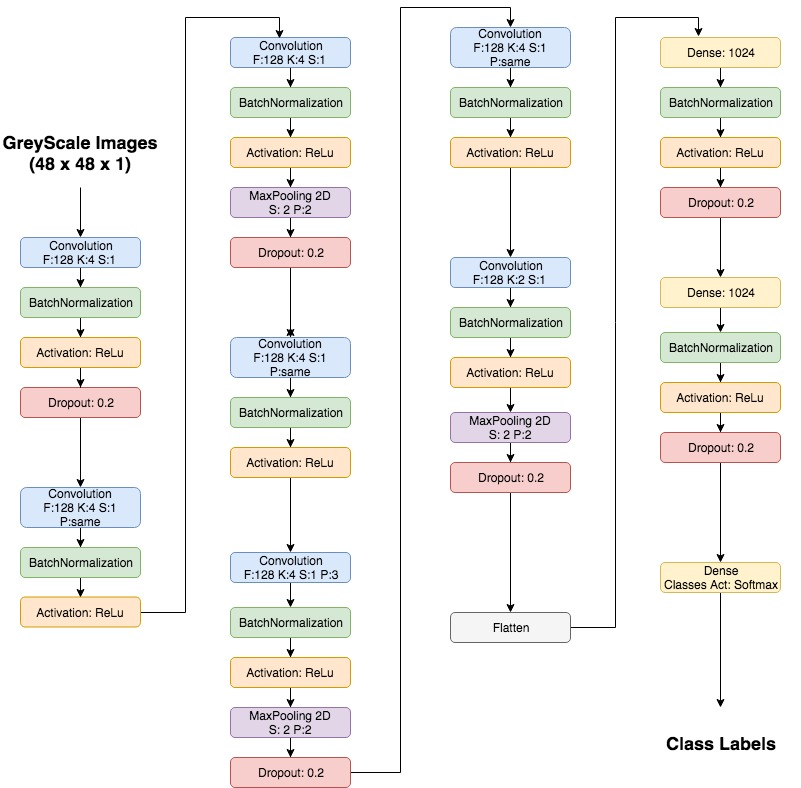 GreyScale Images
(48 x 48 x 1)
Convolution
F:128 K:4 S:1
BatchNormalization
Activation: ReLu
Dropout: 0.2
Convolution
F:128 K:4 S:1
P:same
BatchNormalization
Activation: ReLu
Convolution
F:128 K:4 S:1
BatchNormalization
Activation: ReLu
MaxPooling 2D
S: 2 P:2
Dropout: 0.2
Convolution
F:128 K:4 S:1
P:same
BatchNormalization
Activation: ReLu
Convolution
F:128 K:4 S:1 P:3
BatchNormalization
Activation: ReLu
MaxPooling 2D
S: 2 P:2
Dropout: 0.2
Convolution
F:128 K:4 S:1
P:same
BatchNormalization
Activation: ReLu
Convolution
F:128 K:2 S:1
BatchNormalization
Activation: ReLu
MaxPooling 2D
S: 2 P:2
Dropout: 0.2
Flatten
Dense: 1024
BatchNormalization
Activation: ReLu
Dropout: 0.2
Dense: 1024
BatchNormalization
Activation: ReLu
Dropout: 0.2
Dense
Classes Act: Softmax
Class Labels